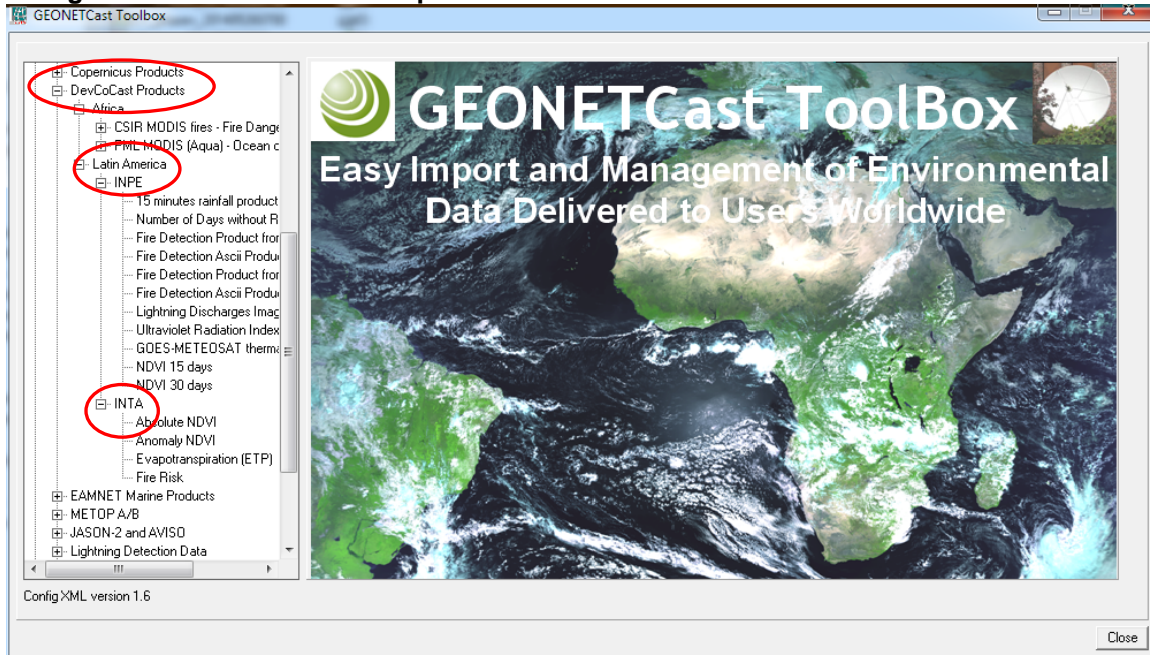 GEONETCast Toolbox
Copernicus Products
DevCoCast Products
Africa
CSIR MODIS fires - Fire Dange
PML MODIS (Aqua) - Ocean c
Latin America
INPE
15 minutes rainfall product
Number of Days without R
Fire Detection Product from
Fire Detection Ascii Produ
Fire Detection Product from
Fire Detection Ascii Produ
Lightning Discharges Imag
Ultraviolet Radiation Index
GOES-METEOSAT therma
NDVI 15 days
NDVI 30 days
INTA
Absolute NDVI
Anomaly NDVI
Evapotranspiration (ETP)
Fire Risk
EAMNET Marine Products
METOP A/B
JASON-2 and AVISO
Lightning Detection Data
GEONETCast ToolBox
Easy Import and Management of Environmental
Data Delivered to Users Worldwide
Config XML version 1.6
Close